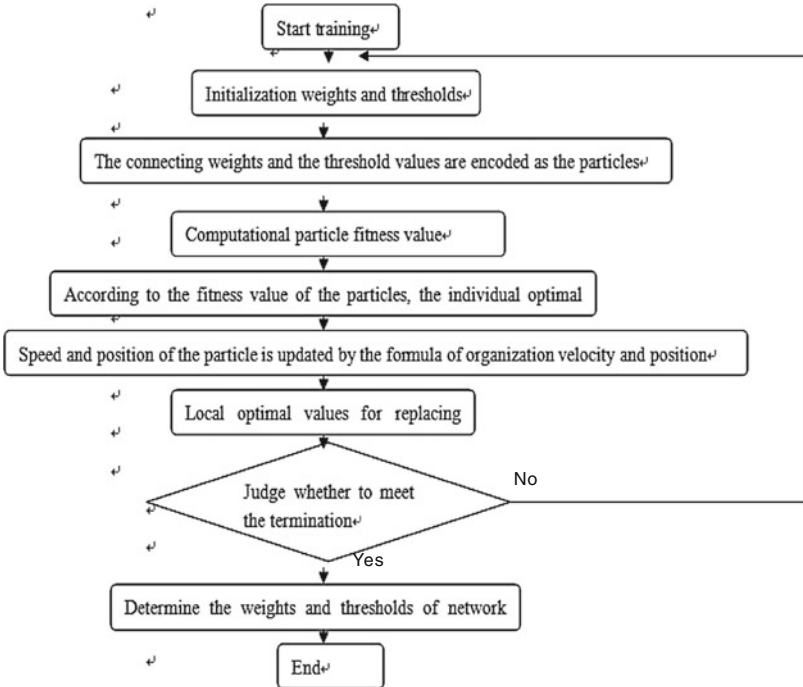 Start training↵
↵
↵
Initialization weights and thresholds↵
↵
↵
The connecting weights and the threshold values are encoded as the particles↵
↵
Computational particle fitness value↵
↵
According to the fitness value of the particles, the individual optimal
↵
Speed and position of the particle is updated by the formula of organization velocity and position↵
↵
Local optimal values for replacing
↵
↵
No
Judge whether to meet
the termination↵
↵
↵
Yes
Determine the weights and thresholds of network
End↵
↵